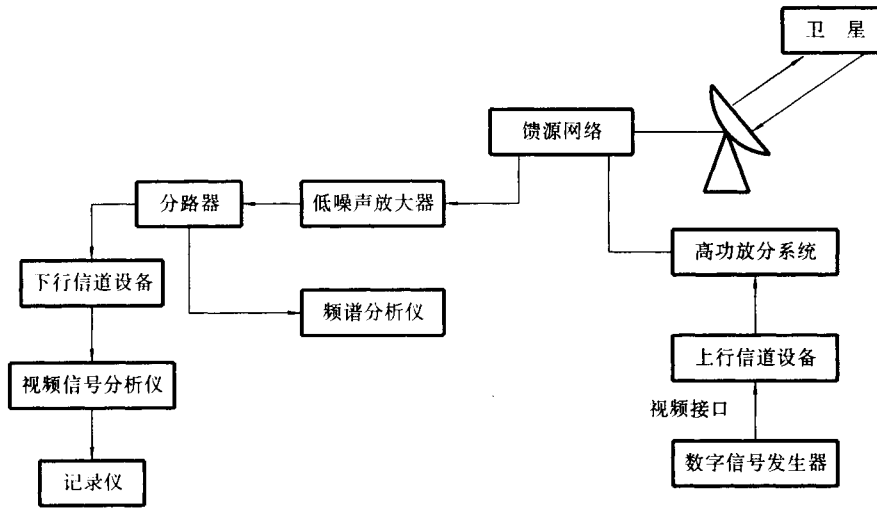 卫 星
馈源网络
分路器
低噪声放大器
高功放分系统
下行信道设备
频谱分析仪
上行信道设备
视频信号分析仪
视频接口
记录仪
数字信号发生器